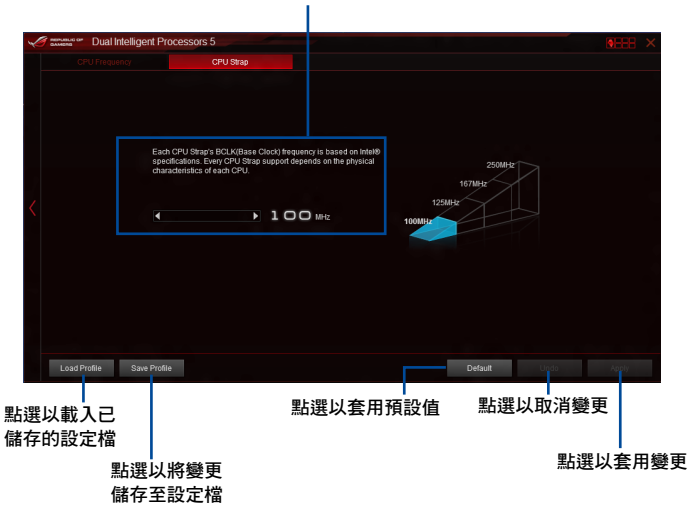 REPUBLIC OF
GAMERS
Dual Intelligent Processors 5
CPU Frequency
CPU Strap
Each CPU Strap's BCLK(Base Clock) frequency is based on Intel®
specifications. Every CPU Strap support depends on the physical
characteristics of each CPU.
100 MHz
250MHz
167MHz
125MHz
100MHz
Load Profile
Save Profile
Default
Undo
Apply
點選以載入已
儲存的設定檔
點選以將變更
儲存至設定檔
點選以套用預設值
點選以取消變更
點選以套用變更